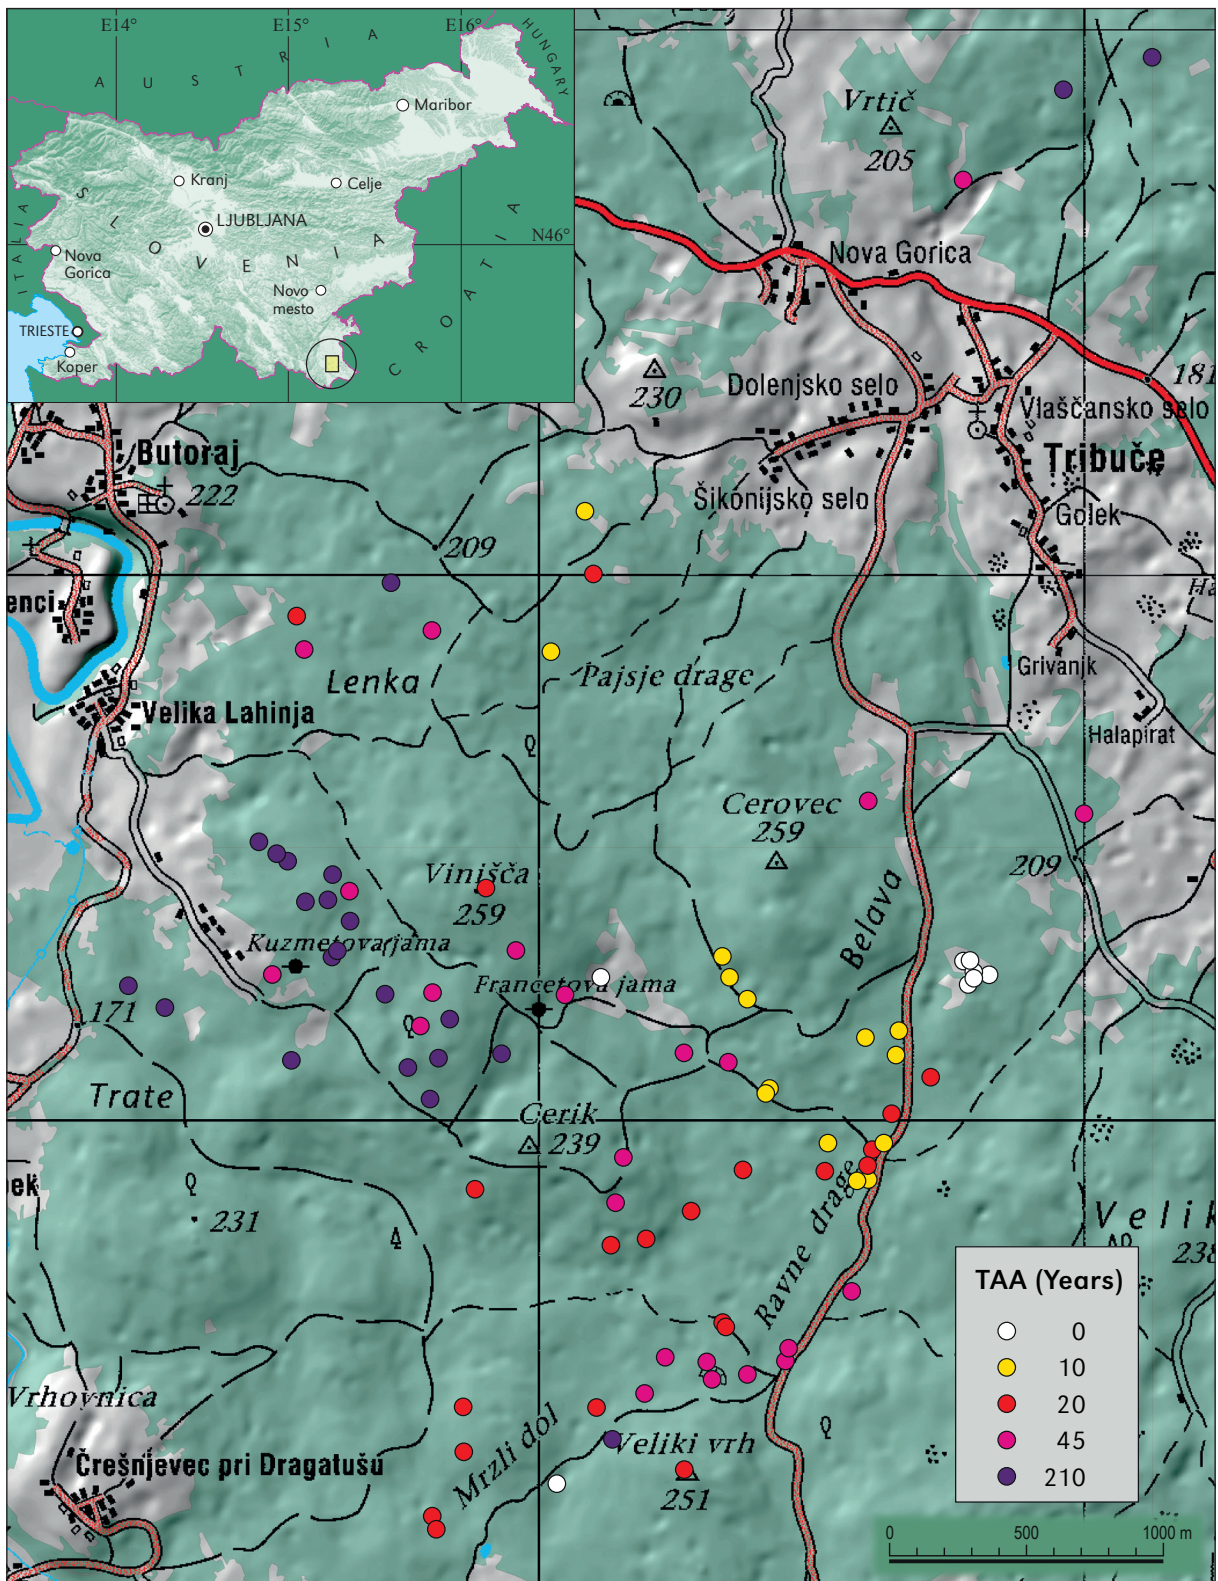 E14°
E15°
E16°
A U S T R I A
HUNGARY
Maribor
Kranj
Celje
LJUBLJANA
S L O V E N I A
ITALIA
N46°
Nova
Gorica
Novo
mesto
TRIESTE
Koper
C R O A T I A
Vrtič
205
Nova Gorica
230
Dolenjsko selo
181
Vlaščansko selo
Butoraj
222
Tribuče
Šikonijsko selo
Golek
209
enci
Grivanjk
Lenka
Pajsje drage
Velika Lahinja
Halapirat
Cerovec
259
209
Vinišča
259
Belava
Kuzmetova jama
Francetova jama
171
Trate
Cerik
239
bek
231
Ravne drage
Velik
238
TAA (Years)
0
10
20
45
210
Vrhovnica
Mrzli dol
Veliki vrh
251
Črešnjevec pri Dragatušu
0 500 1000 m